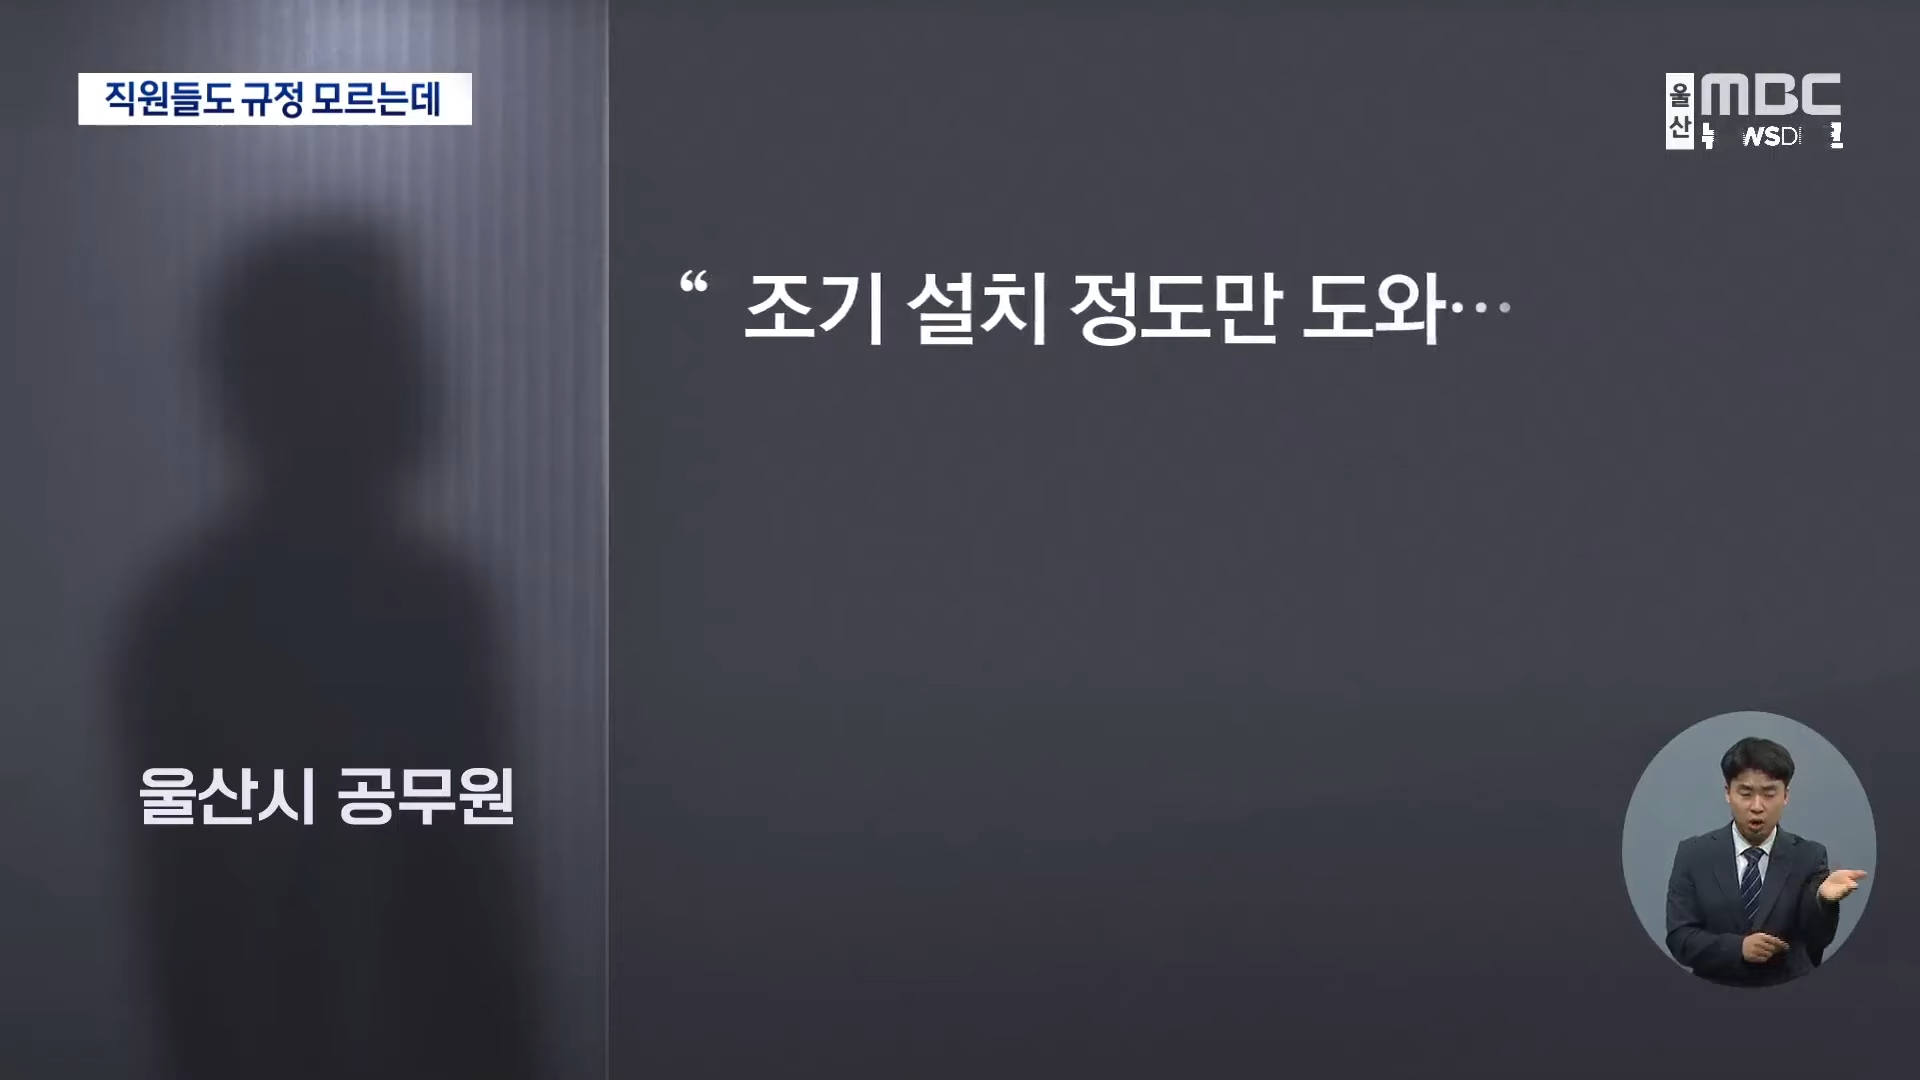 직원들도 규정 모르는데
울산
MBC
“ 조기 설치 정도만 도와…
울산시 공무원